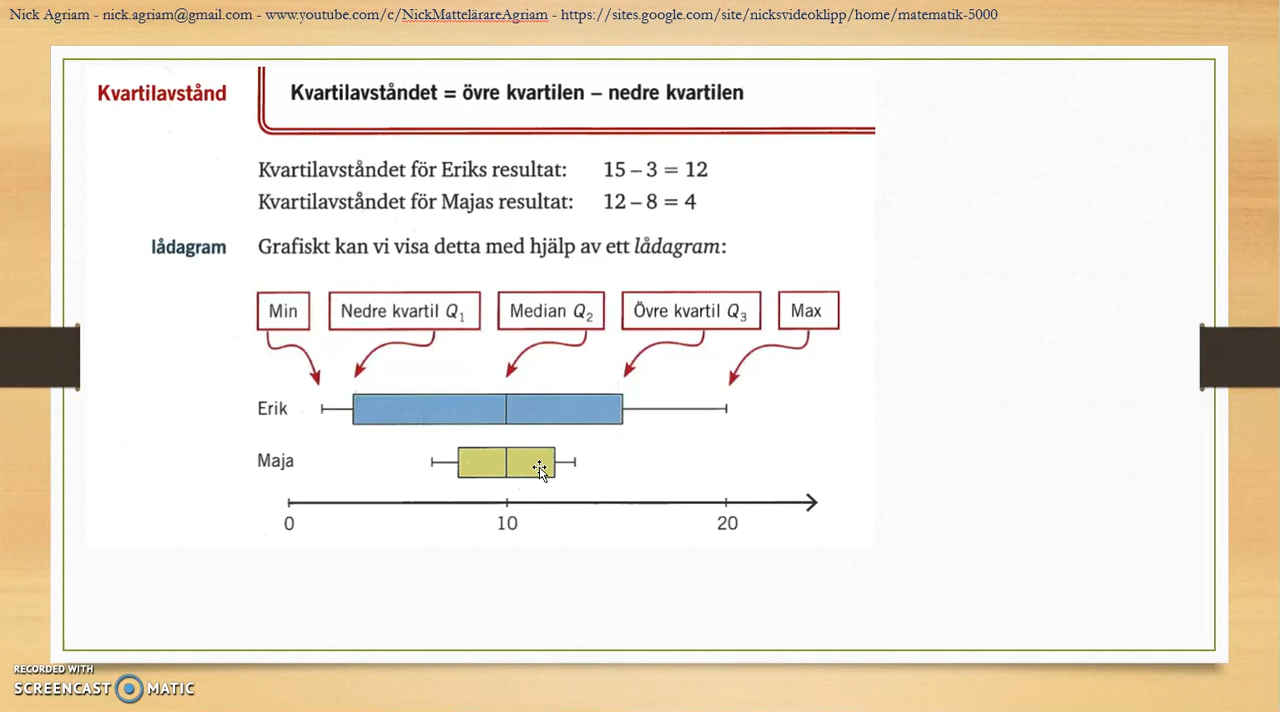 Nick Agriam - nick.agriam@gmail.com - www.youtube.com/c/NickMattelärareAgriam - https://sites.google.com/site/nicksvideoklipp/home/matematik-5000
Kvartilavstånd
Kvartilavståndet = övre kvartilen – nedre kvartilen
Kvartilavståndet för Eriks resultat: 15 – 3 = 12
Kvartilavståndet för Majas resultat: 12 – 8 = 4
lådagram Grafiskt kan vi visa detta med hjälp av ett lådagram:
Min Nedre kvartil Q₁ Median Q₂ Övre kvartil Q₃ Max
Erik
Maja
0 10 20
RECORDED WITH
SCREENCAST MATIC